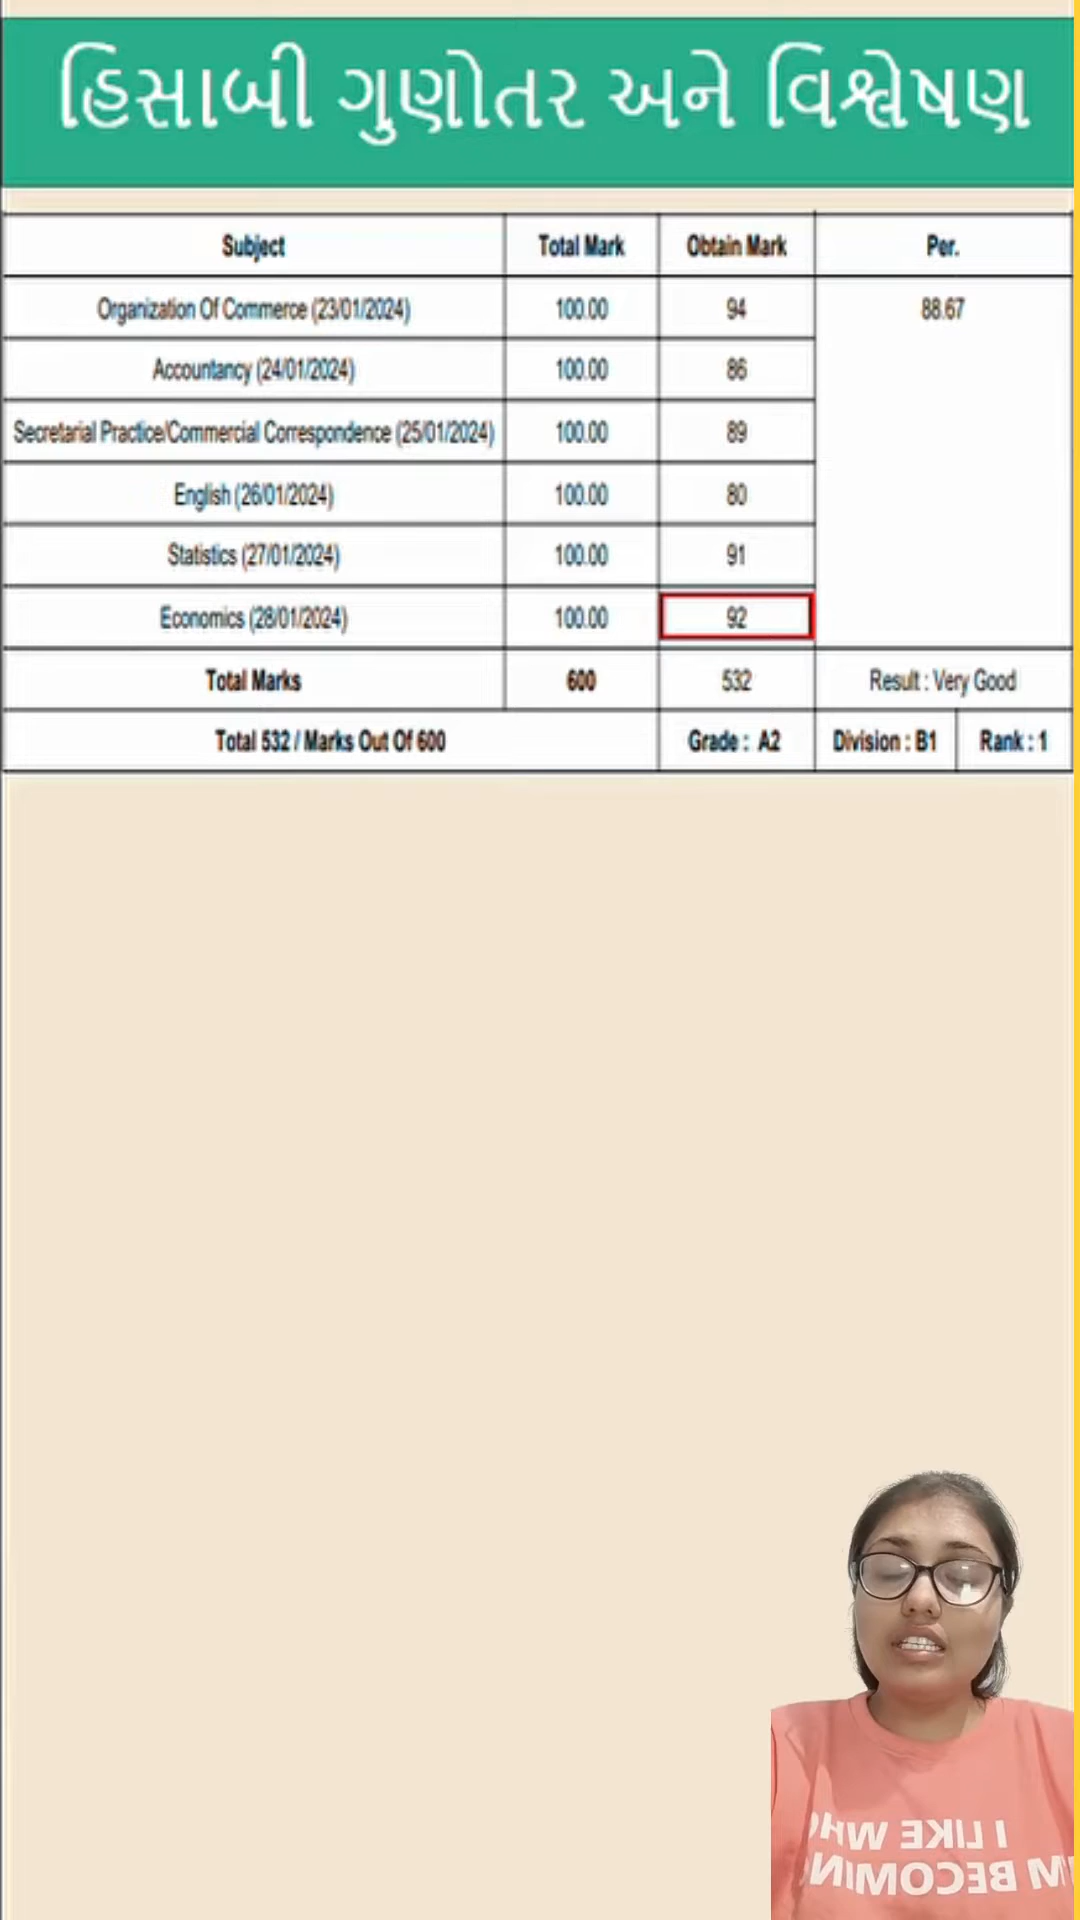 હિસાબી ગુણોતર અને વિશ્લેષણ
Subject Total Mark Obtain Mark Per.
Organization Of Commerce (23/01/2024) 100.00 94 88.67
Accountancy (24/01/2024) 100.00 86
Secretarial Practice/Commercial Correspondence (25/01/2024) 100.00 89
English (26/01/2024) 100.00 80
Statistics (27/01/2024) 100.00 91
Economics (28/01/2024) 100.00 92
Total Marks 600 532 Result : Very Good
Total 532 / Marks Out Of 600 Grade : A2 Division : B1 Rank : 1
I LIKE WHO
I'M BECOMING